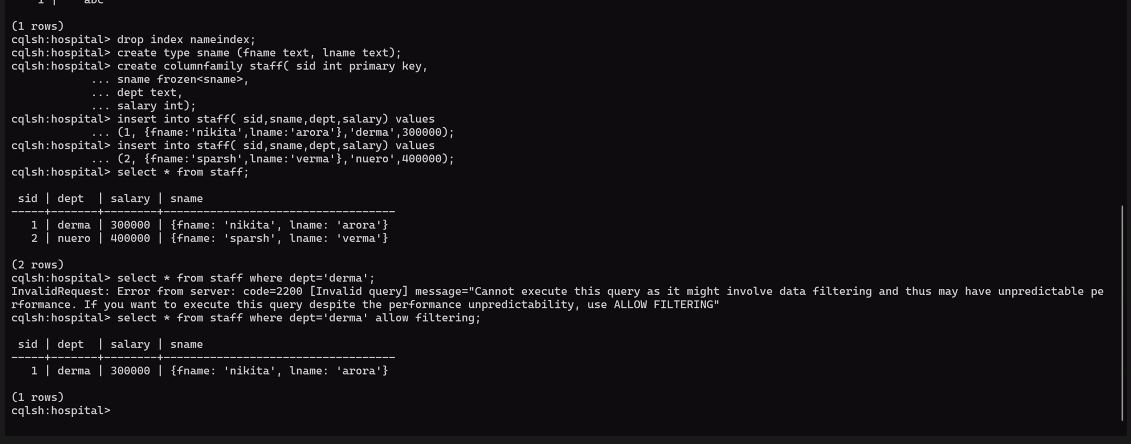 1 | abc
(1 rows)
cqlsh:hospital> drop index nameindex;
cqlsh:hospital> create type sname (fname text, lname text);
cqlsh:hospital> create columnfamily staff( sid int primary key,
... sname frozen<sname>,
... dept text,
... salary int);
cqlsh:hospital> insert into staff( sid,sname,dept,salary) values
... (1, {fname:'nikita',lname:'arora'},'derma',300000);
cqlsh:hospital> insert into staff( sid,sname,dept,salary) values
... (2, {fname:'sparsh',lname:'verma'},'nuero',400000);
cqlsh:hospital> select * from staff;
sid | dept | salary | sname
-----+-------+--------+-----------------------------------
1 | derma | 300000 | {fname: 'nikita', lname: 'arora'}
2 | nuero | 400000 | {fname: 'sparsh', lname: 'verma'}
(2 rows)
cqlsh:hospital> select * from staff where dept='derma';
InvalidRequest: Error from server: code=2200 [Invalid query] message="Cannot execute this query as it might involve data filtering and thus may have unpredictable pe
rformance. If you want to execute this query despite the performance unpredictability, use ALLOW FILTERING"
cqlsh:hospital> select * from staff where dept='derma' allow filtering;
sid | dept | salary | sname
-----+-------+--------+-----------------------------------
1 | derma | 300000 | {fname: 'nikita', lname: 'arora'}
(1 rows)
cqlsh:hospital>